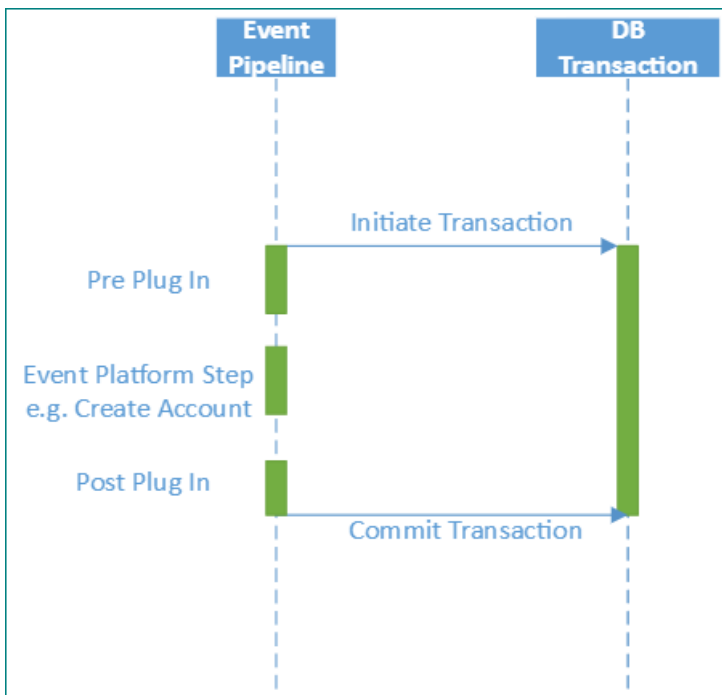 Event
Pipeline
DB
Transaction
Initiate Transaction
Pre Plug In
Event Platform Step
e.g. Create Account
Post Plug In
Commit Transaction